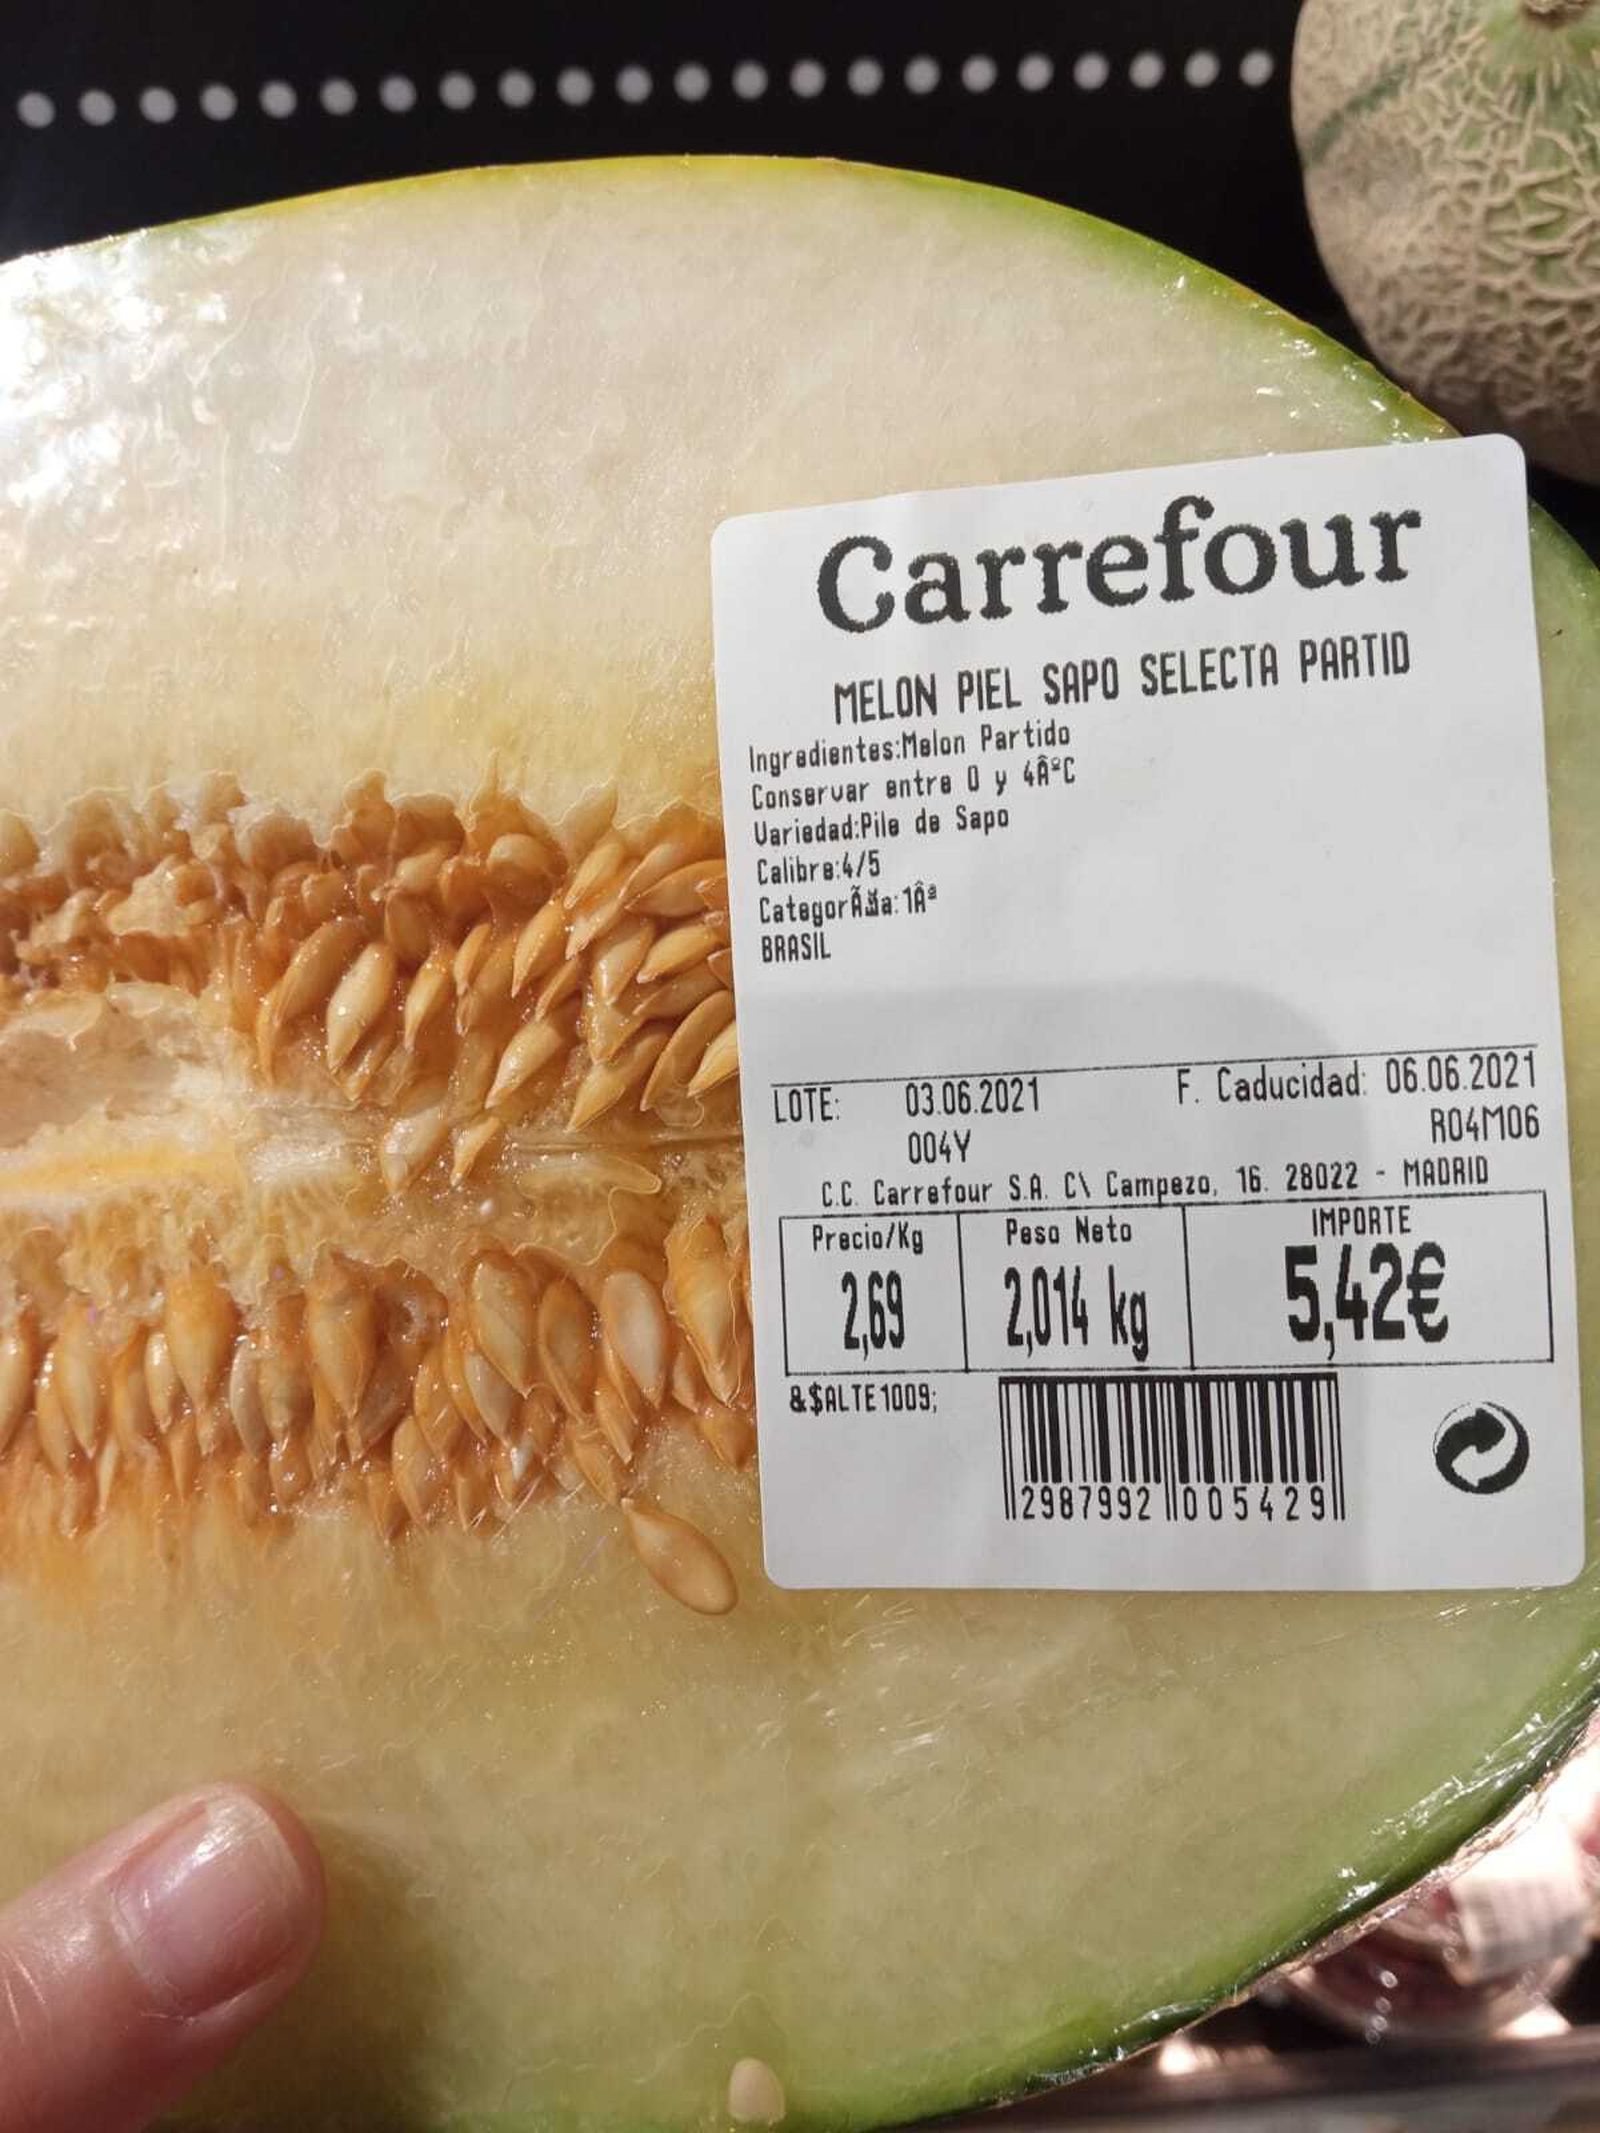 Carrefour
MELON PIEL SAPO SELECTA PARTID
Ingredientes:Melon Partido
Conservar entre 0 y 4ÂºC
Variedad:Pile de Sapo
Calibre:4/5
CategorÃ­a:1Âª
BRASIL
LOTE: 03.06.2021 F. Caducidad: 06.06.2021
004Y R04M06
C.C. Carrefour S.A. C\ Campezo, 16. 28022 - MADRID
Precio/Kg Peso Neto IMPORTE
2,69 2,014 kg 5,42€
&$ALTE1009;
2987992 005429